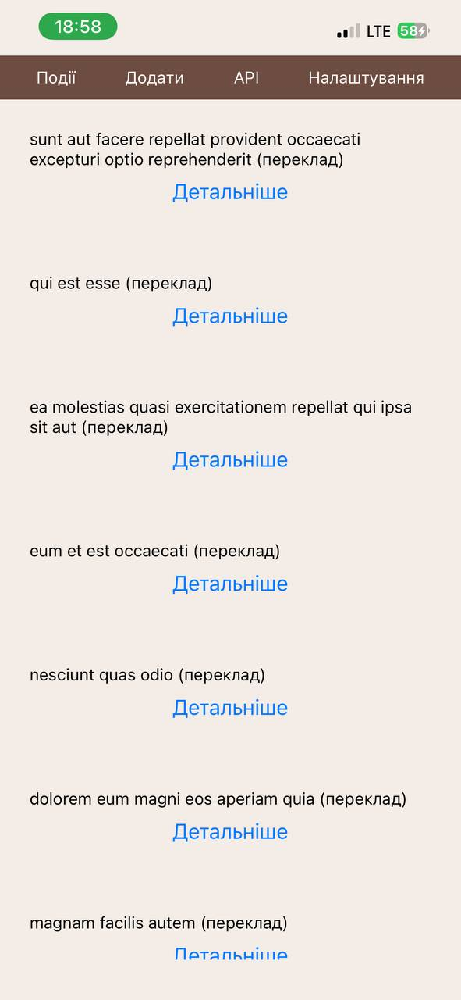 18:58 LTE 58
Події Додати API Налаштування
sunt aut facere repellat provident occaecati
excepturi optio reprehenderit (переклад)
Детальніше
qui est esse (переклад)
Детальніше
ea molestias quasi exercitationem repellat qui ipsa
sit aut (переклад)
Детальніше
eum et est occaecati (переклад)
Детальніше
nesciunt quas odio (переклад)
Детальніше
dolorem eum magni eos aperiam quia (переклад)
Детальніше
magnam facilis autem (переклад)
Детальніше